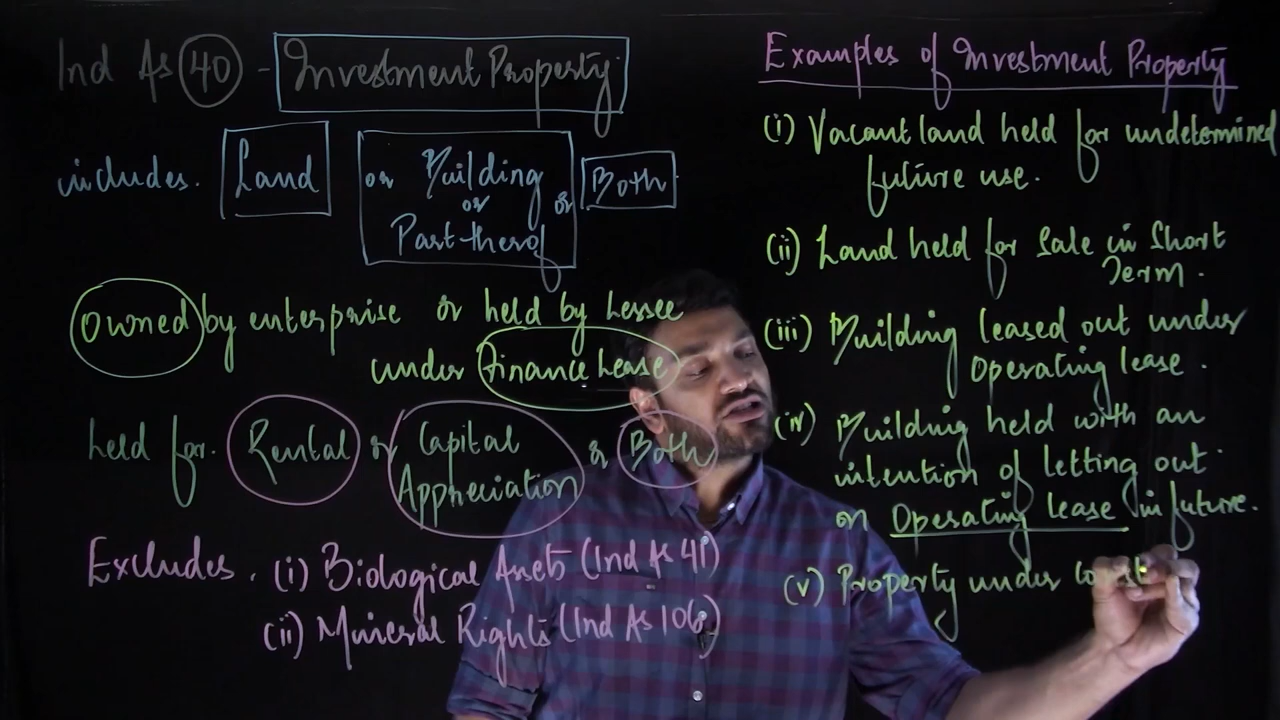 Ind As 40 - Investment Property
includes. Land or Building or Both
or
Part thereof
Owned by enterprise or held by Lessee
under Finance Lease
held for. Rental or Capital or Both
Appreciation
Excludes. (i) Biological Assets (Ind As 41)
(ii) Mineral Rights (Ind As 106)
Examples of Investment Property
(i) Vacant land held for undetermined
future use.
(ii) Land held for Sale in Short
Term.
(iii) Building leased out under
Operating lease.
(iv) Building held with an
intention of letting out
on Operating lease in future.
(v) Property under